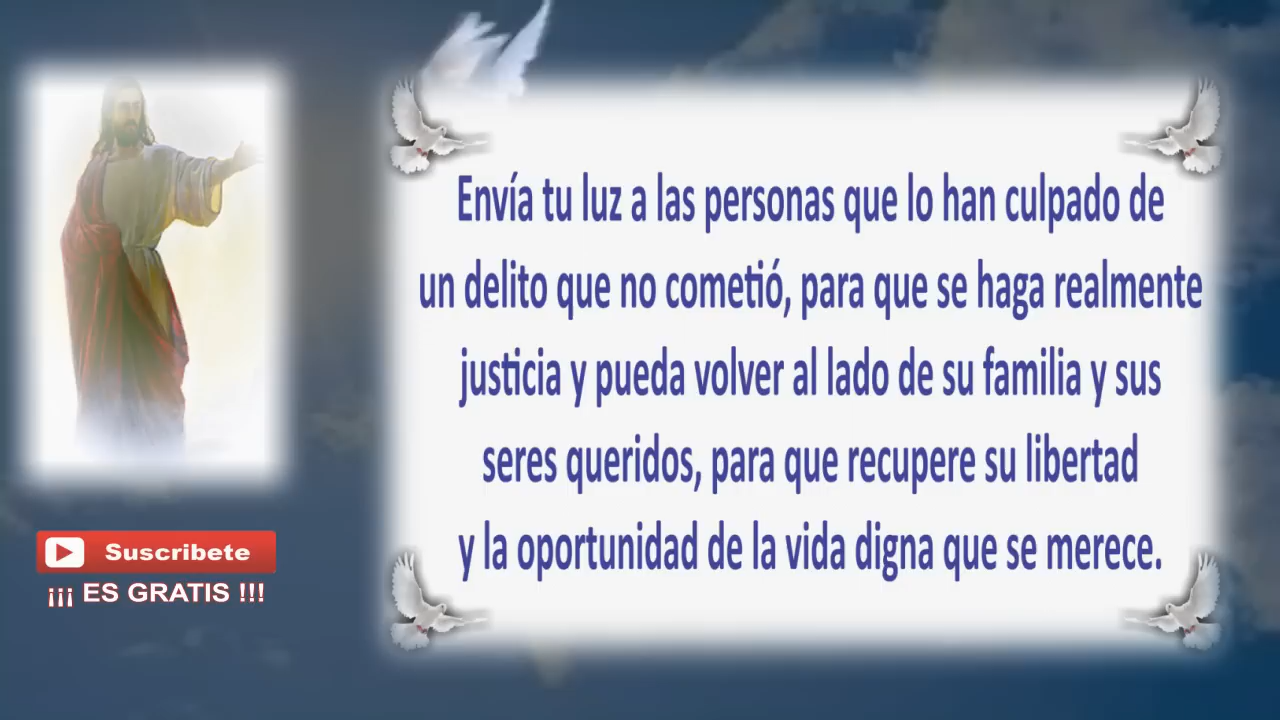 Envía tu luz a las personas que lo han culpado de
un delito que no cometió, para que se haga realmente
justicia y pueda volver al lado de su familia y sus
seres queridos, para que recupere su libertad
y la oportunidad de la vida digna que se merece.
Suscribete
¡¡¡ ES GRATIS !!!